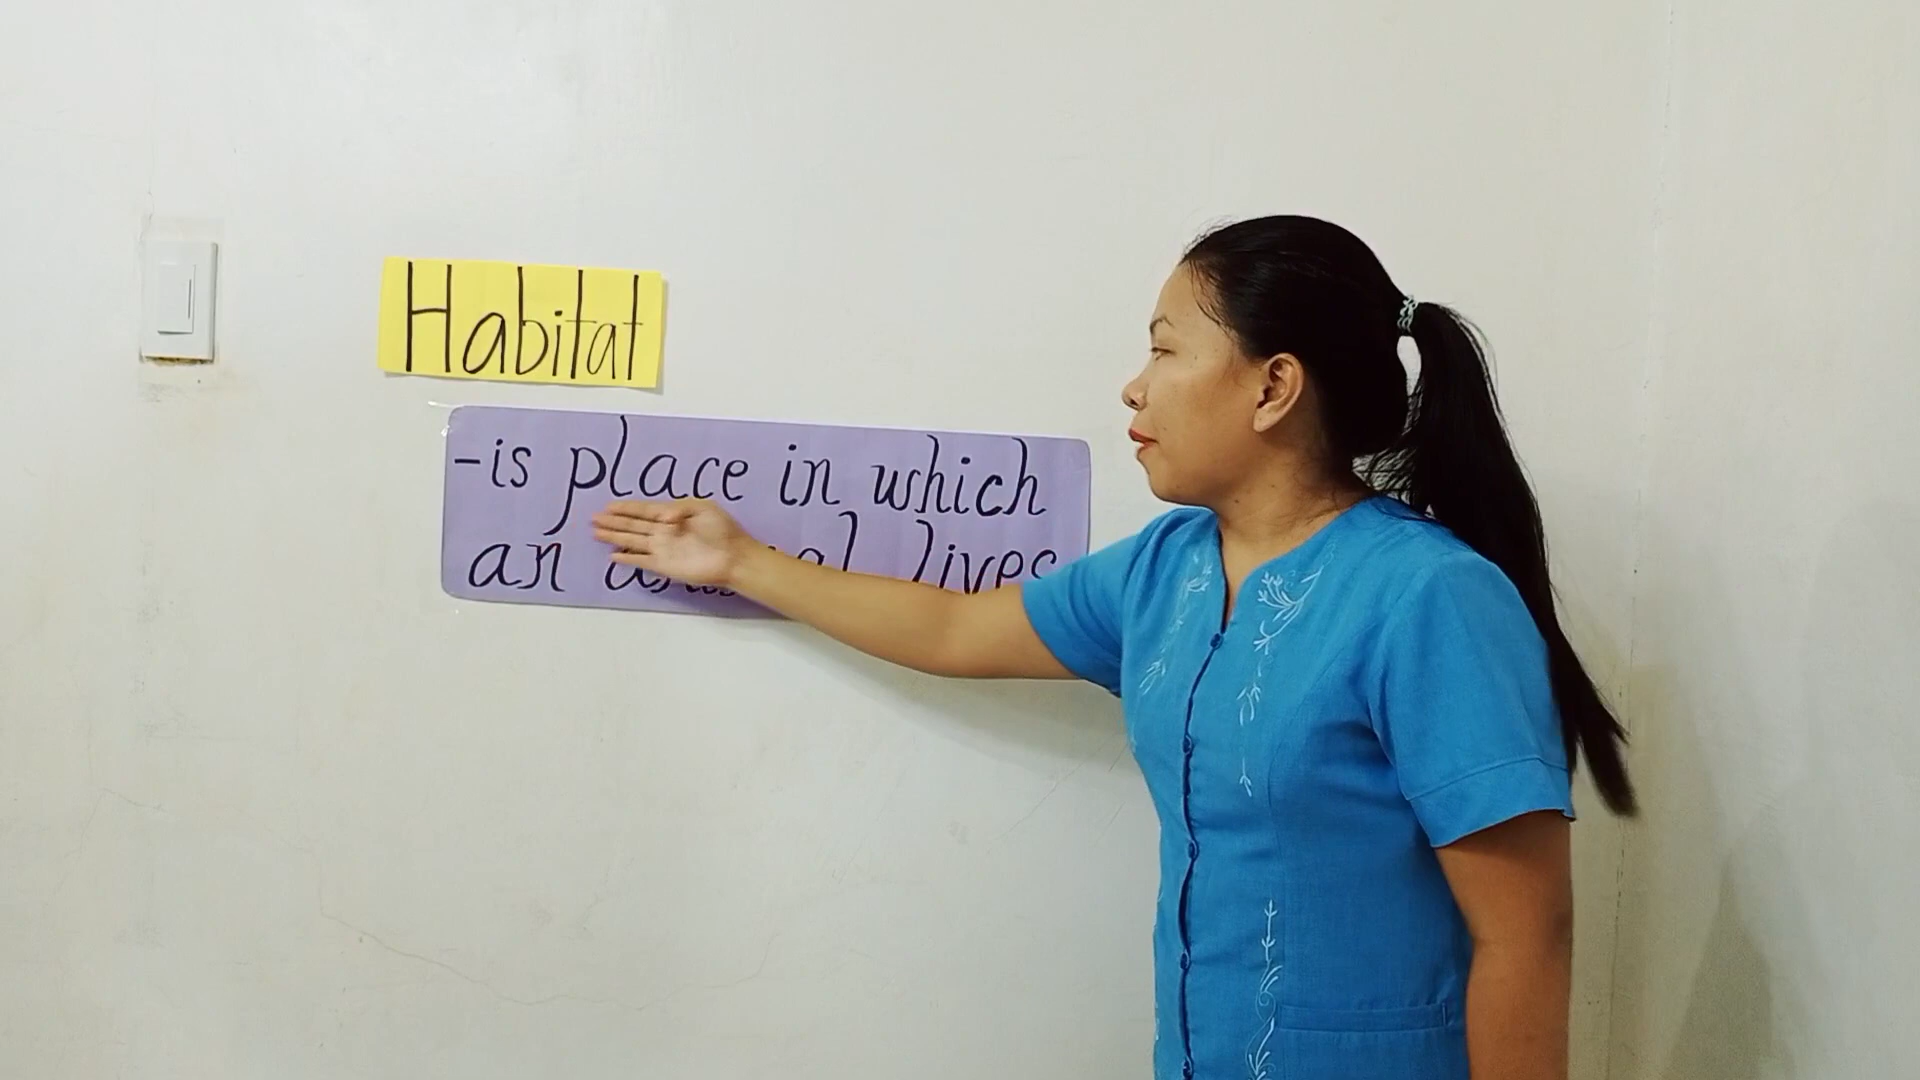 Habitat
-is place in which
an lives